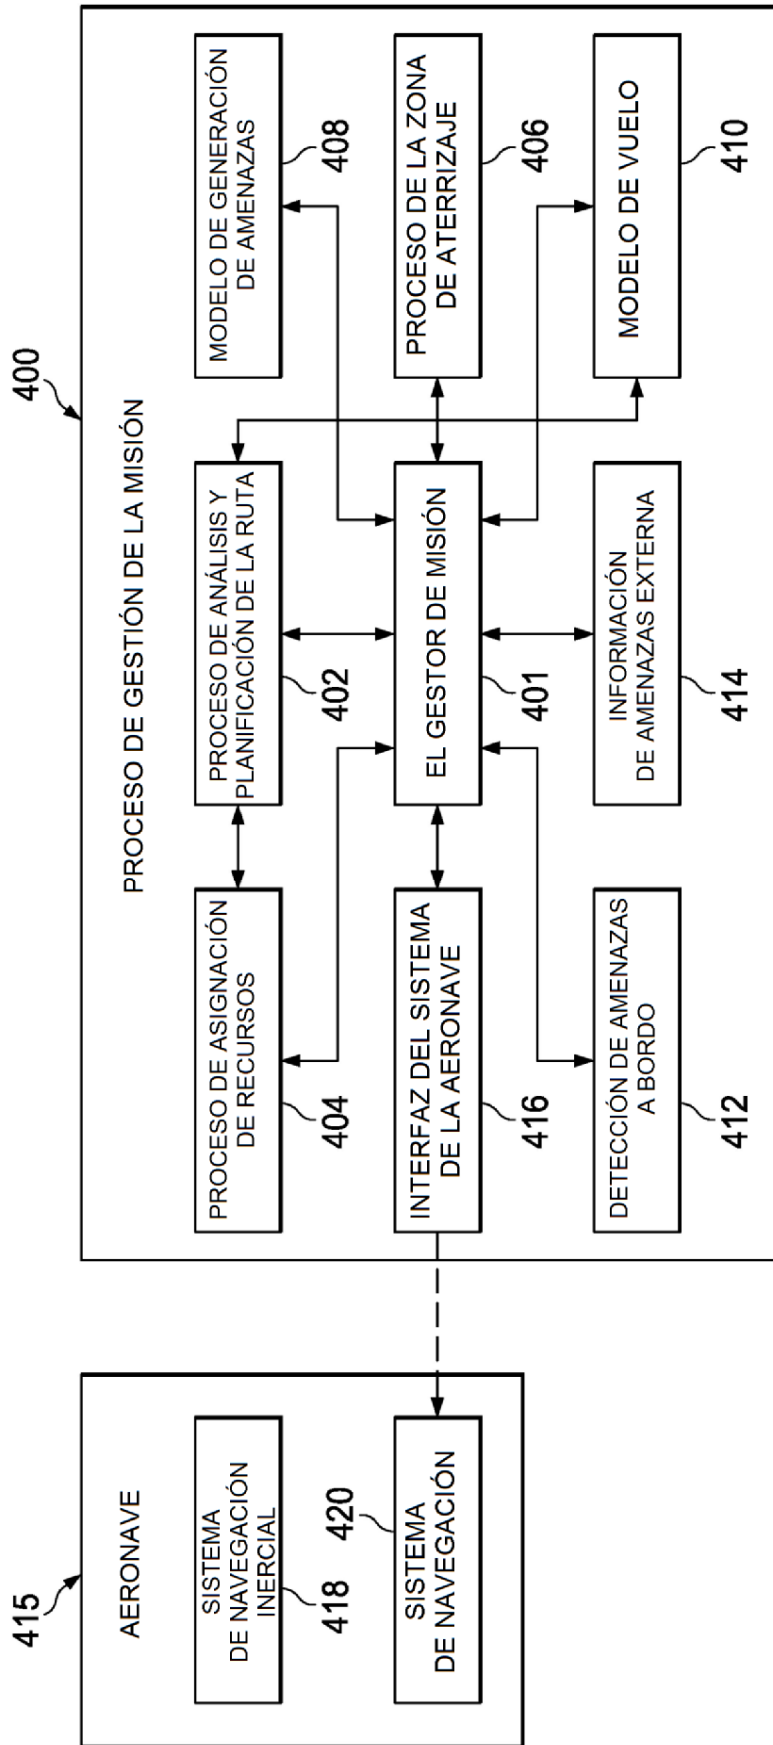 400
PROCESO DE GESTIÓN DE LA MISIÓN
PROCESO DE ASIGNACIÓN
DE RECURSOS
404
PROCESO DE ANÁLISIS Y
PLANIFICACIÓN DE LA RUTA
402
MODELO DE GENERACIÓN
DE AMENAZAS
408
INTERFAZ DEL SISTEMA
DE LA AERONAVE
416
EL GESTOR DE MISIÓN
401
PROCESO DE LA ZONA
DE ATERRIZAJE
406
DETECCIÓN DE AMENAZAS
A BORDO
412
INFORMACIÓN
DE AMENAZAS EXTERNA
414
MODELO DE VUELO
410
415
AERONAVE
SISTEMA
DE NAVEGACIÓN
INERCIAL
418
420
SISTEMA
DE NAVEGACIÓN